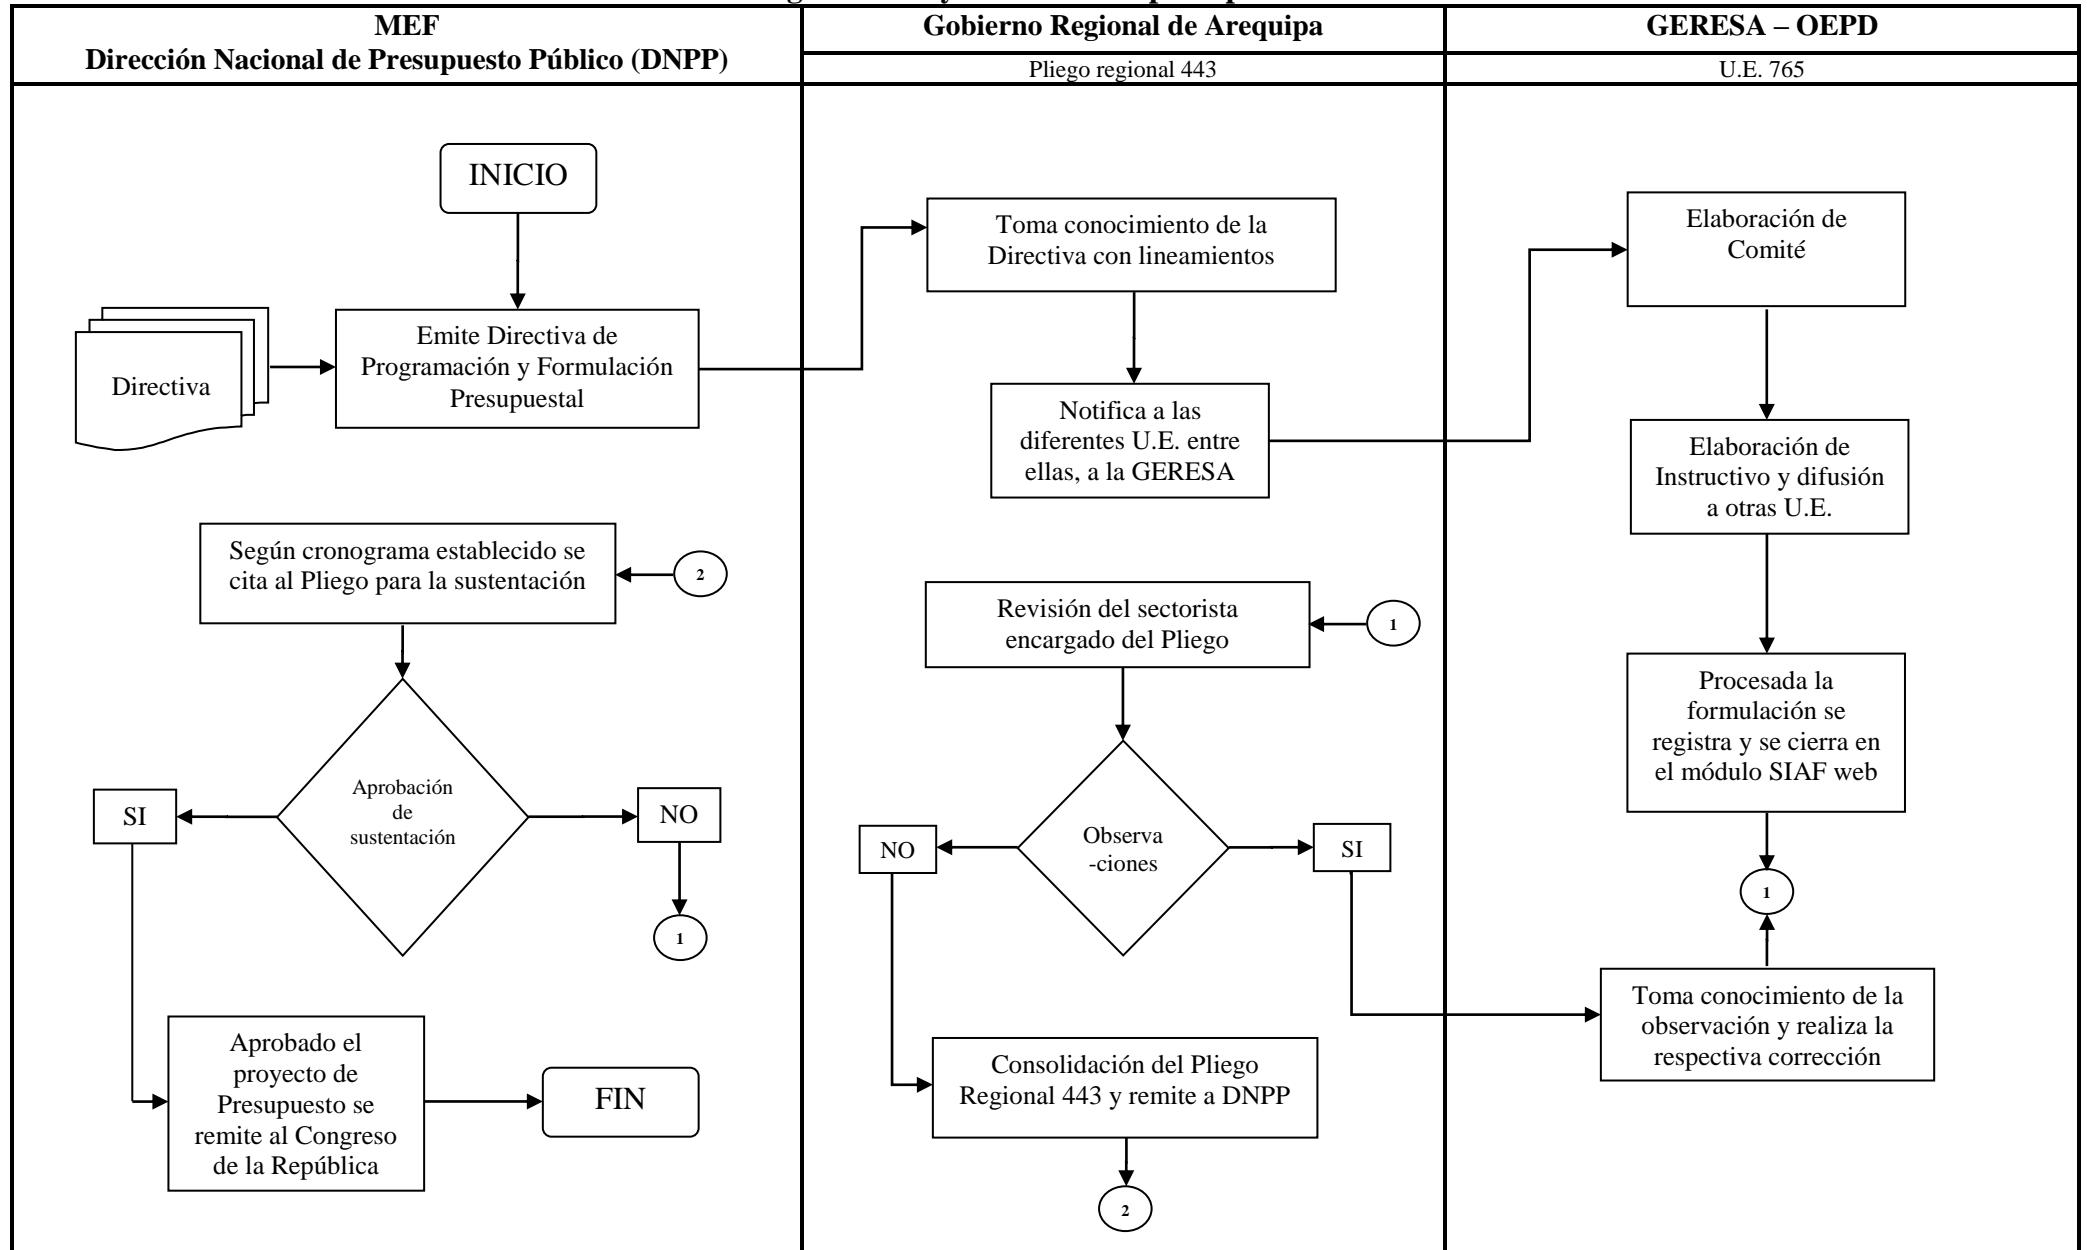 MEF
Dirección Nacional de Presupuesto Público (DNPP)
Gobierno Regional de Arequipa
Pliego regional 443
GERESA – OEPD
U.E. 765
INICIO
Directiva
Emite Directiva de
Programación y Formulación
Presupuestal
Según cronograma establecido se
cita al Pliego para la sustentación
2
Aprobación
de
sustentación
SI
NO
1
Aprobado el
proyecto de
Presupuesto se
remite al Congreso
de la República
FIN
Toma conocimiento de la
Directiva con lineamientos
Notifica a las
diferentes U.E. entre
ellas, a la GERESA
Revisión del sectorista
encargado del Pliego
1
Observa
-ciones
NO
SI
Consolidación del Pliego
Regional 443 y remite a DNPP
2
Elaboración de
Comité
Elaboración de
Instructivo y difusión
a otras U.E.
Procesada la
formulación se
registra y se cierra en
el módulo SIAF web
1
Toma conocimiento de la
observación y realiza la
respectiva corrección